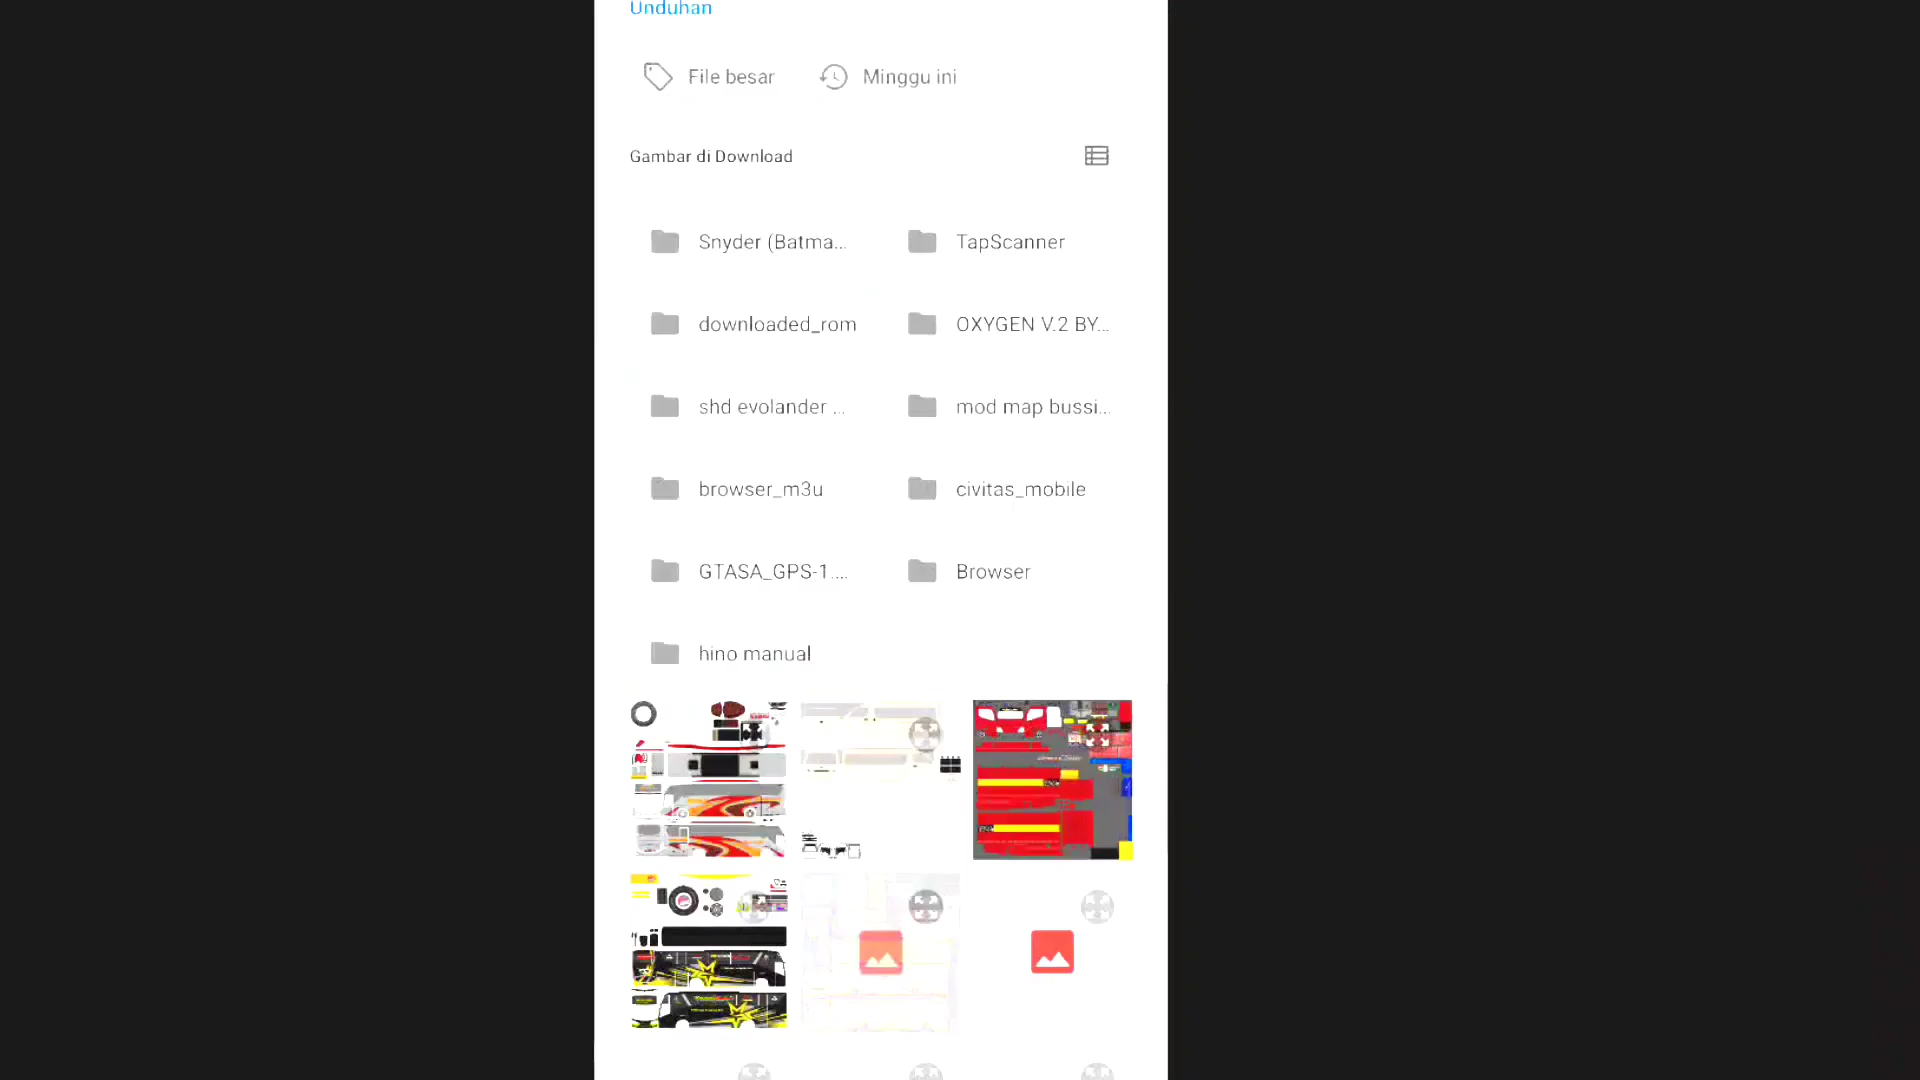 Unduhan
File besar
Minggu ini
Gambar di Download
Snyder (Batma...
TapScanner
downloaded_rom
OXYGEN V.2 BY...
shd evolander ...
mod map bussi...
browser_m3u
civitas_mobile
GTASA_GPS-1....
Browser
hino manual